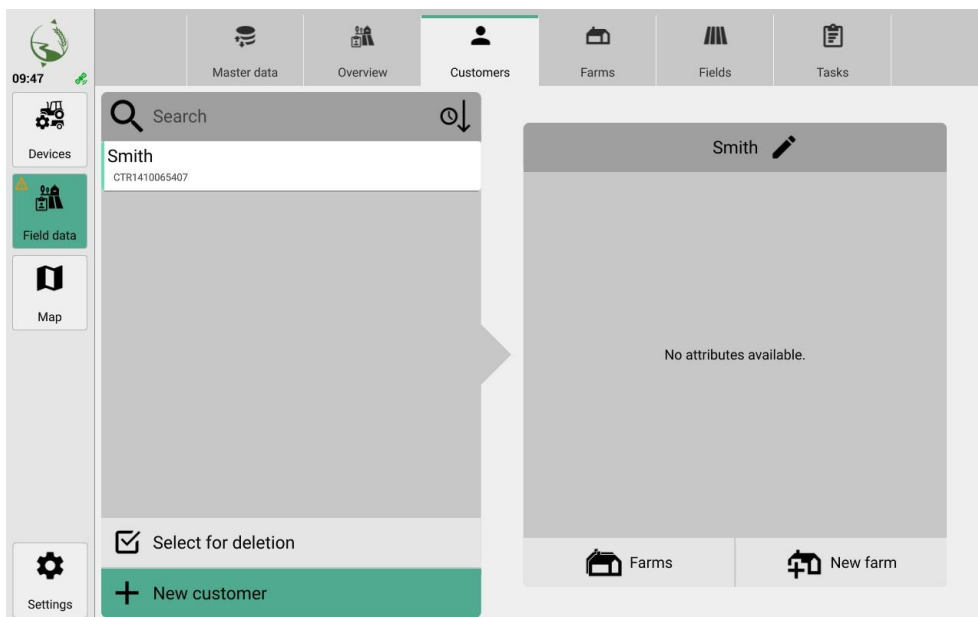 09:47
Master data
Overview
Customers
Farms
Fields
Tasks
Devices
Field data
Map
Settings
Search
Smith
CTR1410065407
Select for deletion
New customer
Smith
No attributes available.
Farms
New farm